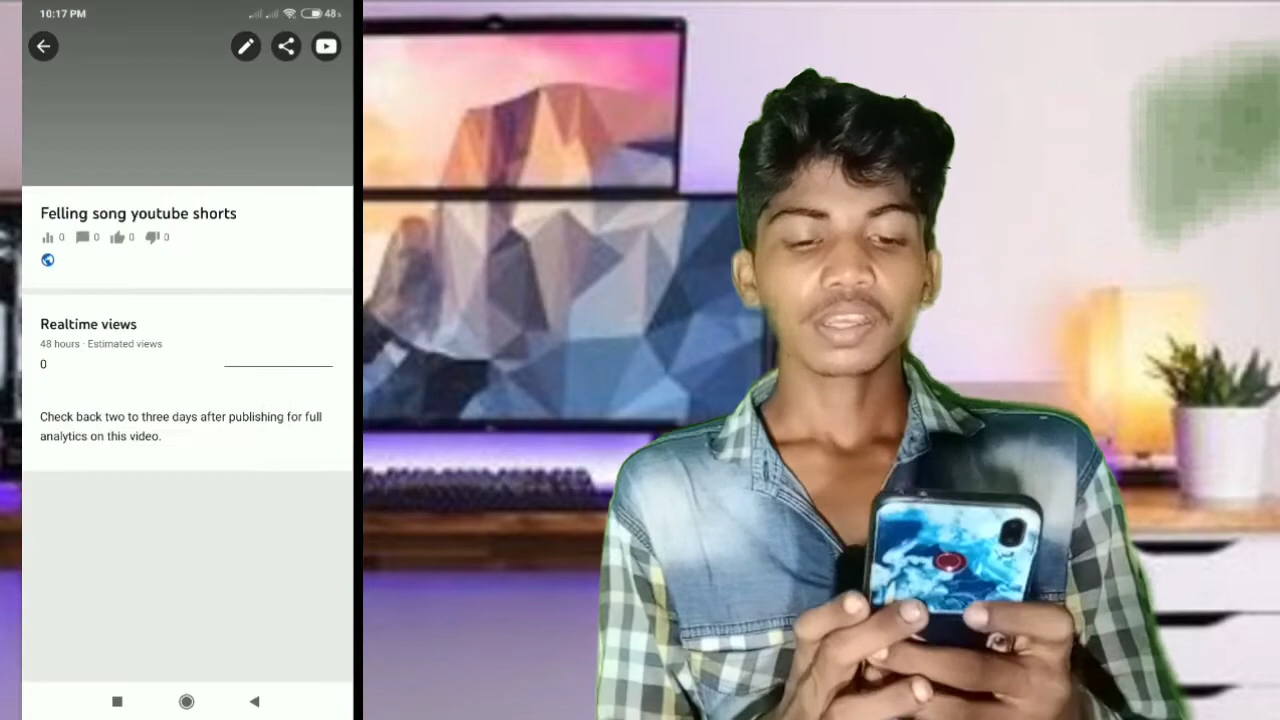 10:17 PM 48%
Felling song youtube shorts
0 0 0 0
Realtime views
48 hours · Estimated views
0
Check back two to three days after publishing for full
analytics on this video.